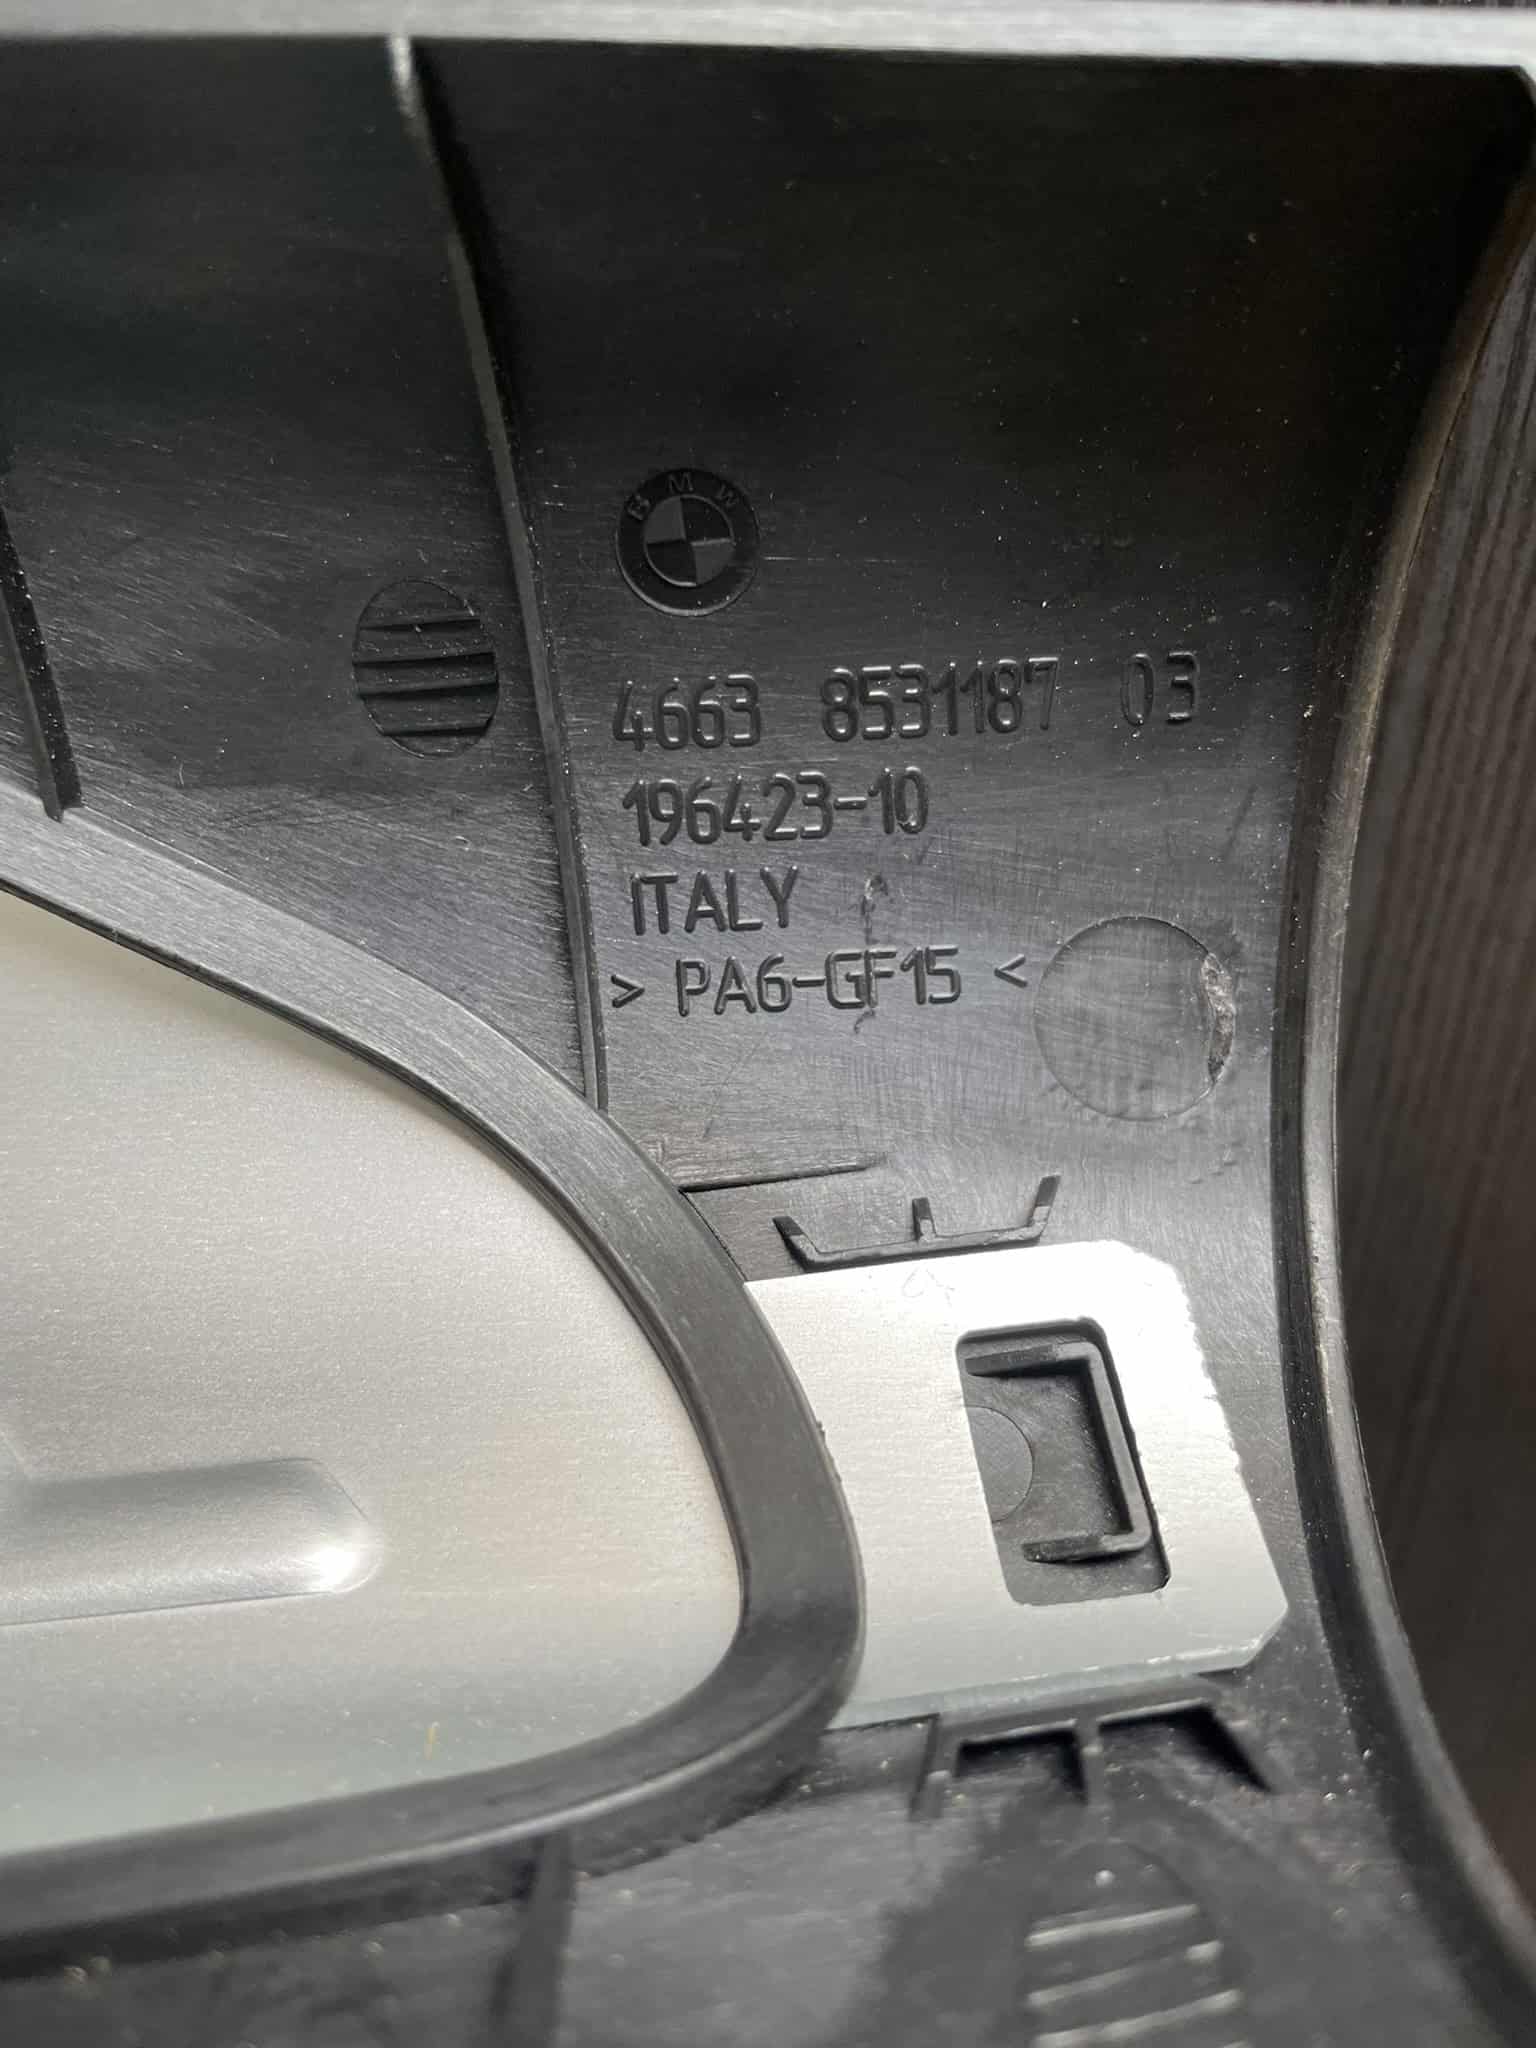 BMW
4663 8531187 03
196423-10
ITALY
> PA6-GF15 <